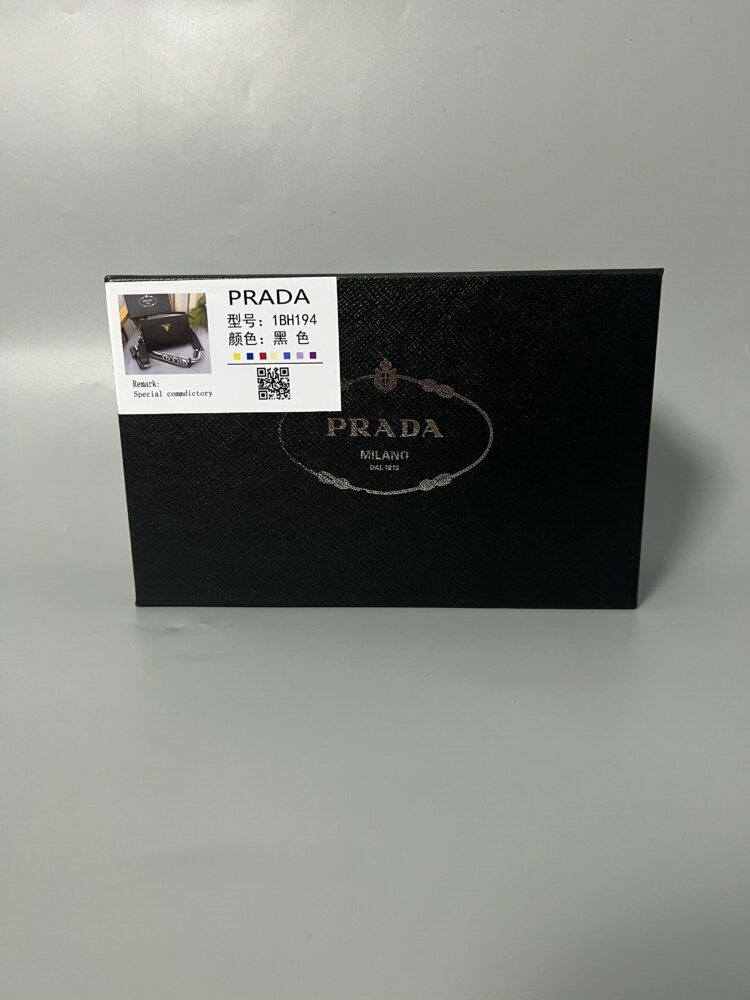 PRADA
型号：1BH194
颜色：黑 色
Remark:
Special commdictory
PRADA
MILANO
DAL 1913